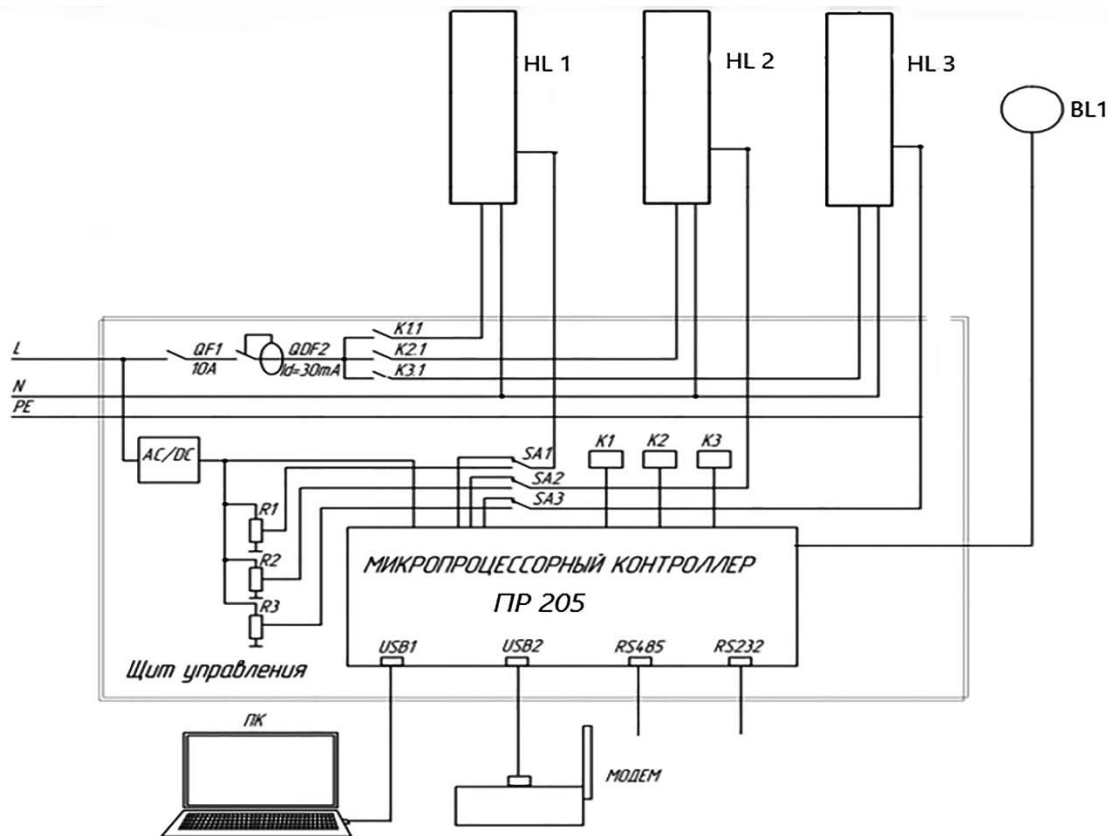 HL 1
HL 2
HL 3
BL1
L
QF1
10A
QDF2
Id=30mA
K1.1
K2.1
K3.1
N
PE
AC/DC
SA1
SA2
SA3
K1
K2
K3
R1
R2
R3
МИКРОПРОЦЕССОРНЫЙ КОНТРОЛЛЕР
ПР 205
USB1
USB2
RS485
RS232
Щит управления
ПК
МОДЕМ